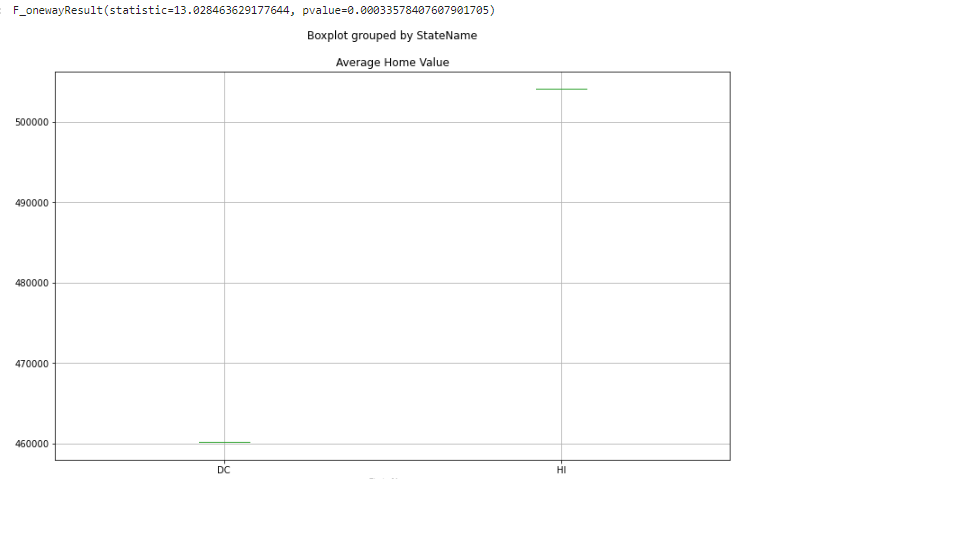 : F_onewayResult(statistic=13.028463629177644, pvalue=0.00033578407607901705)
Boxplot grouped by StateName
Average Home Value
500000
490000
480000
470000
460000
DC HI